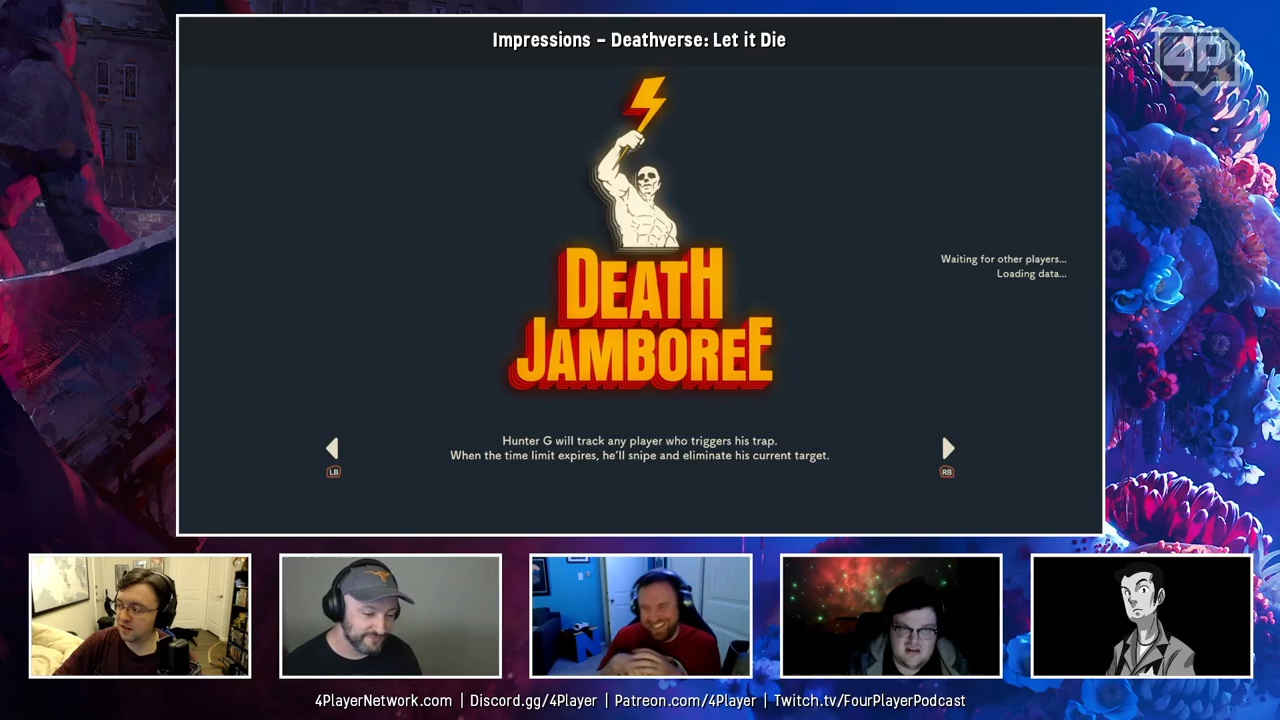 Impressions – Deathverse: Let it Die
4P
DEATH
JAMBOREE
Waiting for other players...
Loading data...
Hunter G will track any player who triggers his trap.
When the time limit expires, he'll snipe and eliminate his current target.
LB
RB
4PlayerNetwork.com | Discord.gg/4Player | Patreon.com/4Player | Twitch.tv/FourPlayerPodcast